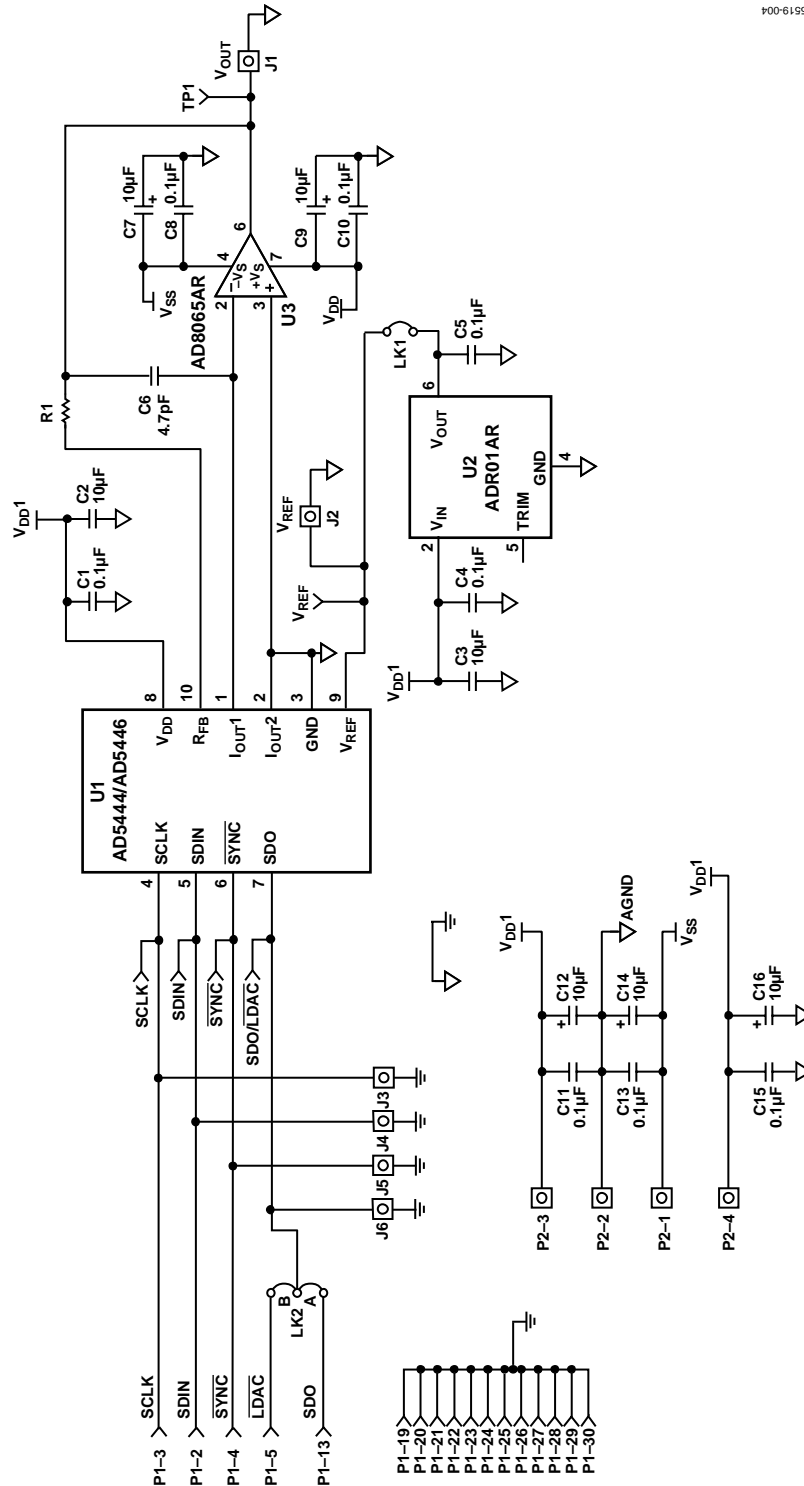 05519-004
P1–3
SCLK
P1–2
SDIN
P1–4
SYNC
P1–5
LDAC
P1–13
SDO
B
A
LK2
J6
J5
J4
J3
SCLK
SDIN
SYNC
SDO/LDAC
U1
AD5444/AD5446
4
SCLK
5
SDIN
6
SYNC
7
SDO
VDD
8
RFB
10
IOUT1
1
IOUT2
2
GND
3
VREF
9
VDD1
C1
0.1µF
C2
10µF
R1
C6
4.7pF
AD8065AR
VSS
C7
10µF
+
C8
0.1µF
2
–
4
–VS
3
+
+VS
7
6
U3
VDD
C9
10µF
+
C10
0.1µF
TP1
VOUT
J1
VREF
VREF
J2
LK1
C5
0.1µF
U2
ADR01AR
2
VIN
6
VOUT
5
TRIM
GND
4
VDD1
C3
10µF
C4
0.1µF
P1–19
P1–20
P1–21
P1–22
P1–23
P1–24
P1–25
P1–26
P1–27
P1–28
P1–29
P1–30
P2–3
P2–2
P2–1
P2–4
C11
0.1µF
C12
10µF
+
C13
0.1µF
C14
10µF
+
C15
0.1µF
C16
10µF
+
VDD1
AGND
VSS
VDD1